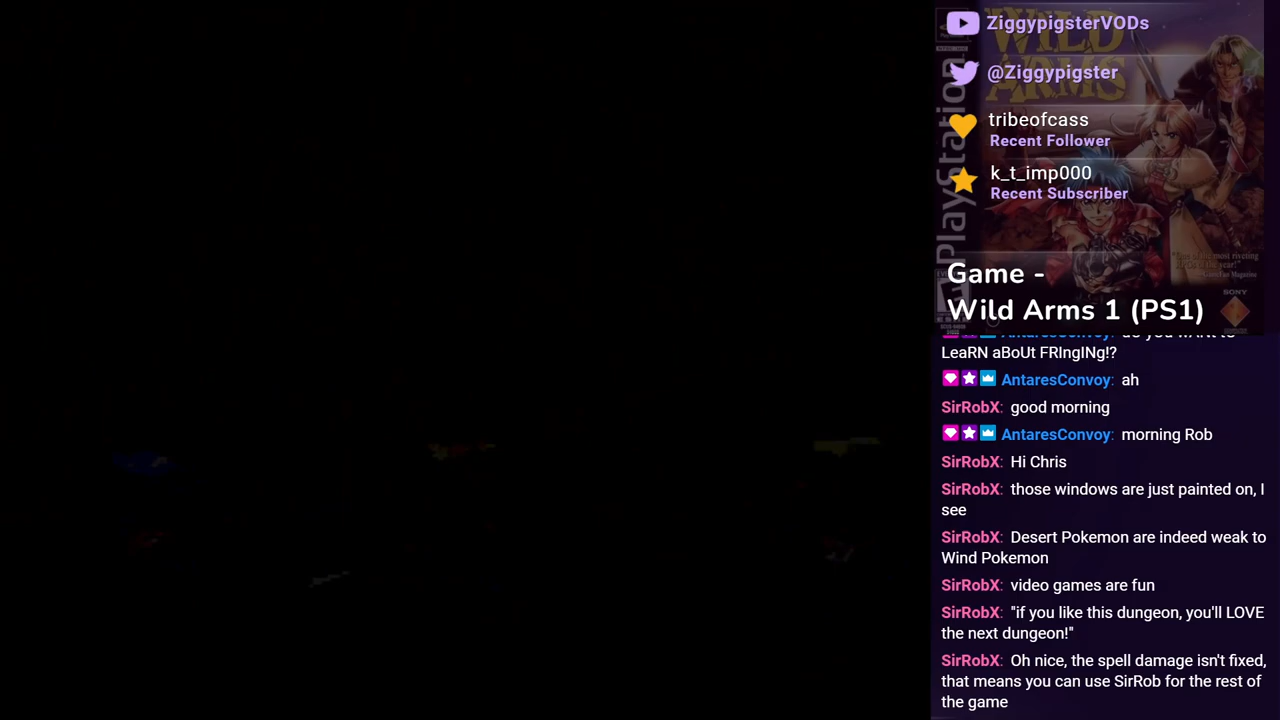 ZiggypigsterVODs
@Ziggypigster
tribeofcass
Recent Follower
k_t_imp000
Recent Subscriber
WILD
ARMS
PlayStation
Game -
Wild Arms 1 (PS1)
SONY
LeaRN aBoUt FRIngINg!?
AntaresConvoy: ah
SirRobX: good morning
AntaresConvoy: morning Rob
SirRobX: Hi Chris
SirRobX: those windows are just painted on, I
see
SirRobX: Desert Pokemon are indeed weak to
Wind Pokemon
SirRobX: video games are fun
SirRobX: "if you like this dungeon, you'll LOVE
the next dungeon!"
SirRobX: Oh nice, the spell damage isn't fixed,
that means you can use SirRob for the rest of
the game